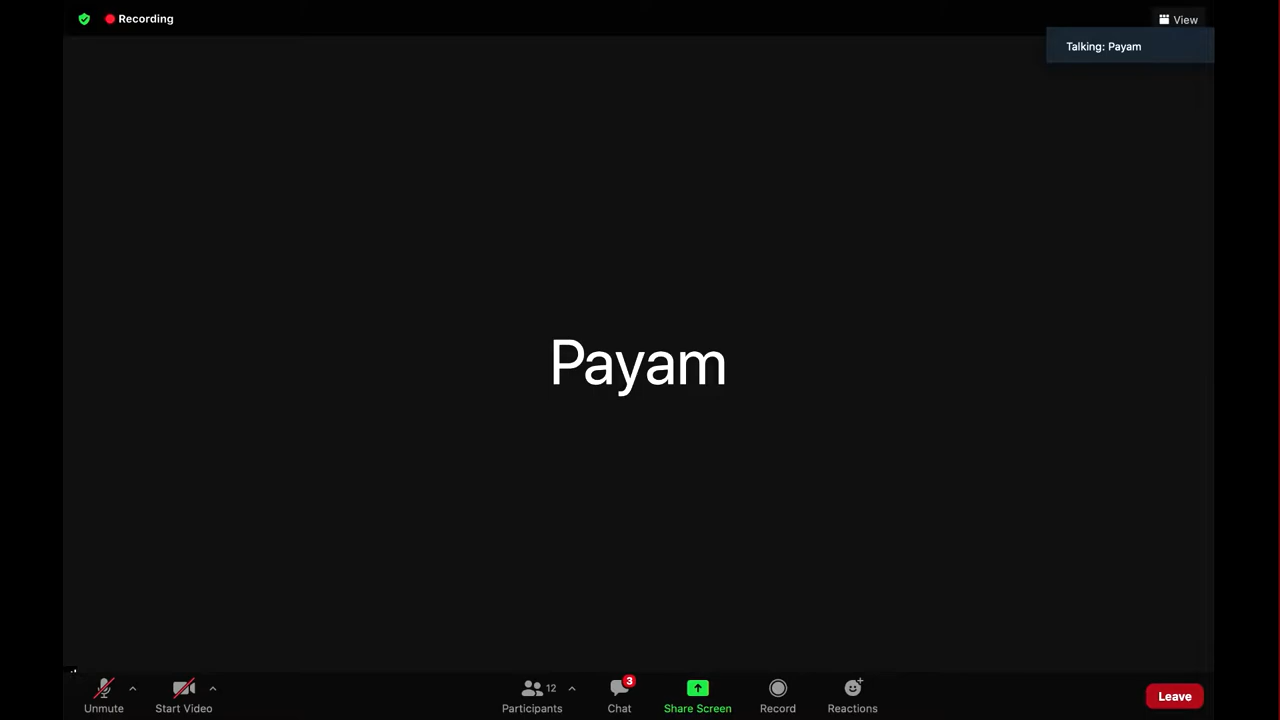 Recording
View
Talking: Payam
Payam
Unmute
Start Video
12
Participants
3
Chat
Share Screen
Record
Reactions
Leave